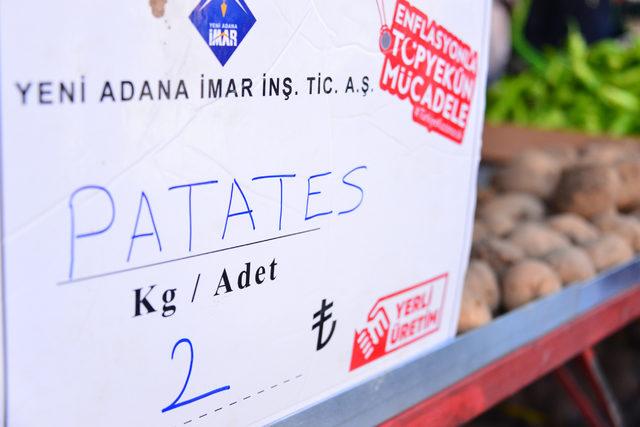 YENİ ADANA
İMAR
YENİ ADANA İMAR İNŞ. TİC. A.Ş.
ENFLASYONLA
TOPYEKÜN
MÜCADELE
PATATES
Kg / Adet
2 ₺
YERLİ
ÜRETİM